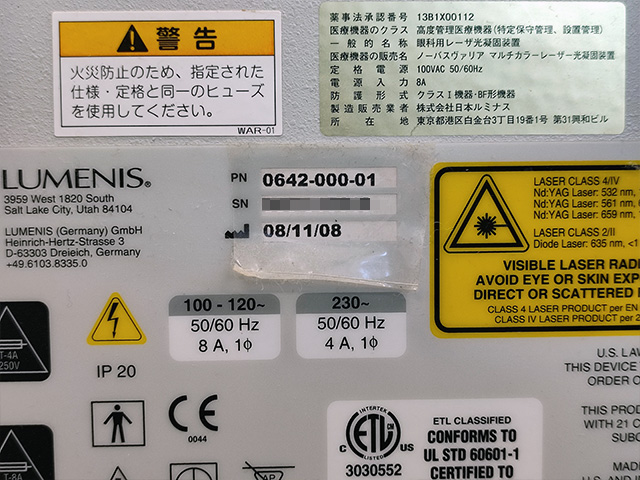 警告
火災防止のため、指定された
仕様・定格と同一のヒューズ
を使用してください。
WAR-01
薬事法承認番号 13B1X00112
医療機器のクラス 高度管理医療機器(特定保守管理、設置管理)
一般的名称 眼科用レーザ光凝固装置
医療機器の販売名 ノーバスヴァリア マルチカラーレーザー光凝固装置
定格電源 100VAC 50/60Hz
電源入力 8A
防護形式 クラスⅠ機器・BF形機器
製造販売業者 株式会社日本ルミナス
所在地 東京都港区白金台3丁目19番1号 第31興和ビル
LUMENIS®
3959 West 1820 South
Salt Lake City, Utah 84104
LUMENIS (Germany) GmbH
Heinrich-Hertz-Strasse 3
D-63303 Dreieich, Germany
+49.6103.8335.0
PN 0642-000-01
SN
08/11/08
LASER CLASS 4/IV
Nd:YAG Laser: 532 nm,
Nd:YAG Laser: 561 nm,
Nd:YAG Laser: 659 nm,
LASER CLASS 2/II
Diode Laser: 635 nm, <1
VISIBLE LASER RADI
AVOID EYE OR SKIN EXP
DIRECT OR SCATTERED
CLASS 4 LASER PRODUCT per EN
CLASS IV LASER PRODUCT per 2
100 - 120~
50/60 Hz
8 A, 1ϕ
230~
50/60 Hz
4 A, 1ϕ
T-4A
250V
IP 20
CE
0044
T-8A
AP
INTERTEK
ETL
C US
3030552
ETL CLASSIFIED
CONFORMS TO
UL STD 60601-1
CERTIFIED TO
U.S. LAW
THIS DEVICE
ORDER O
THIS PRO
WITH 21 C
SUB
MAD
U.S. AND